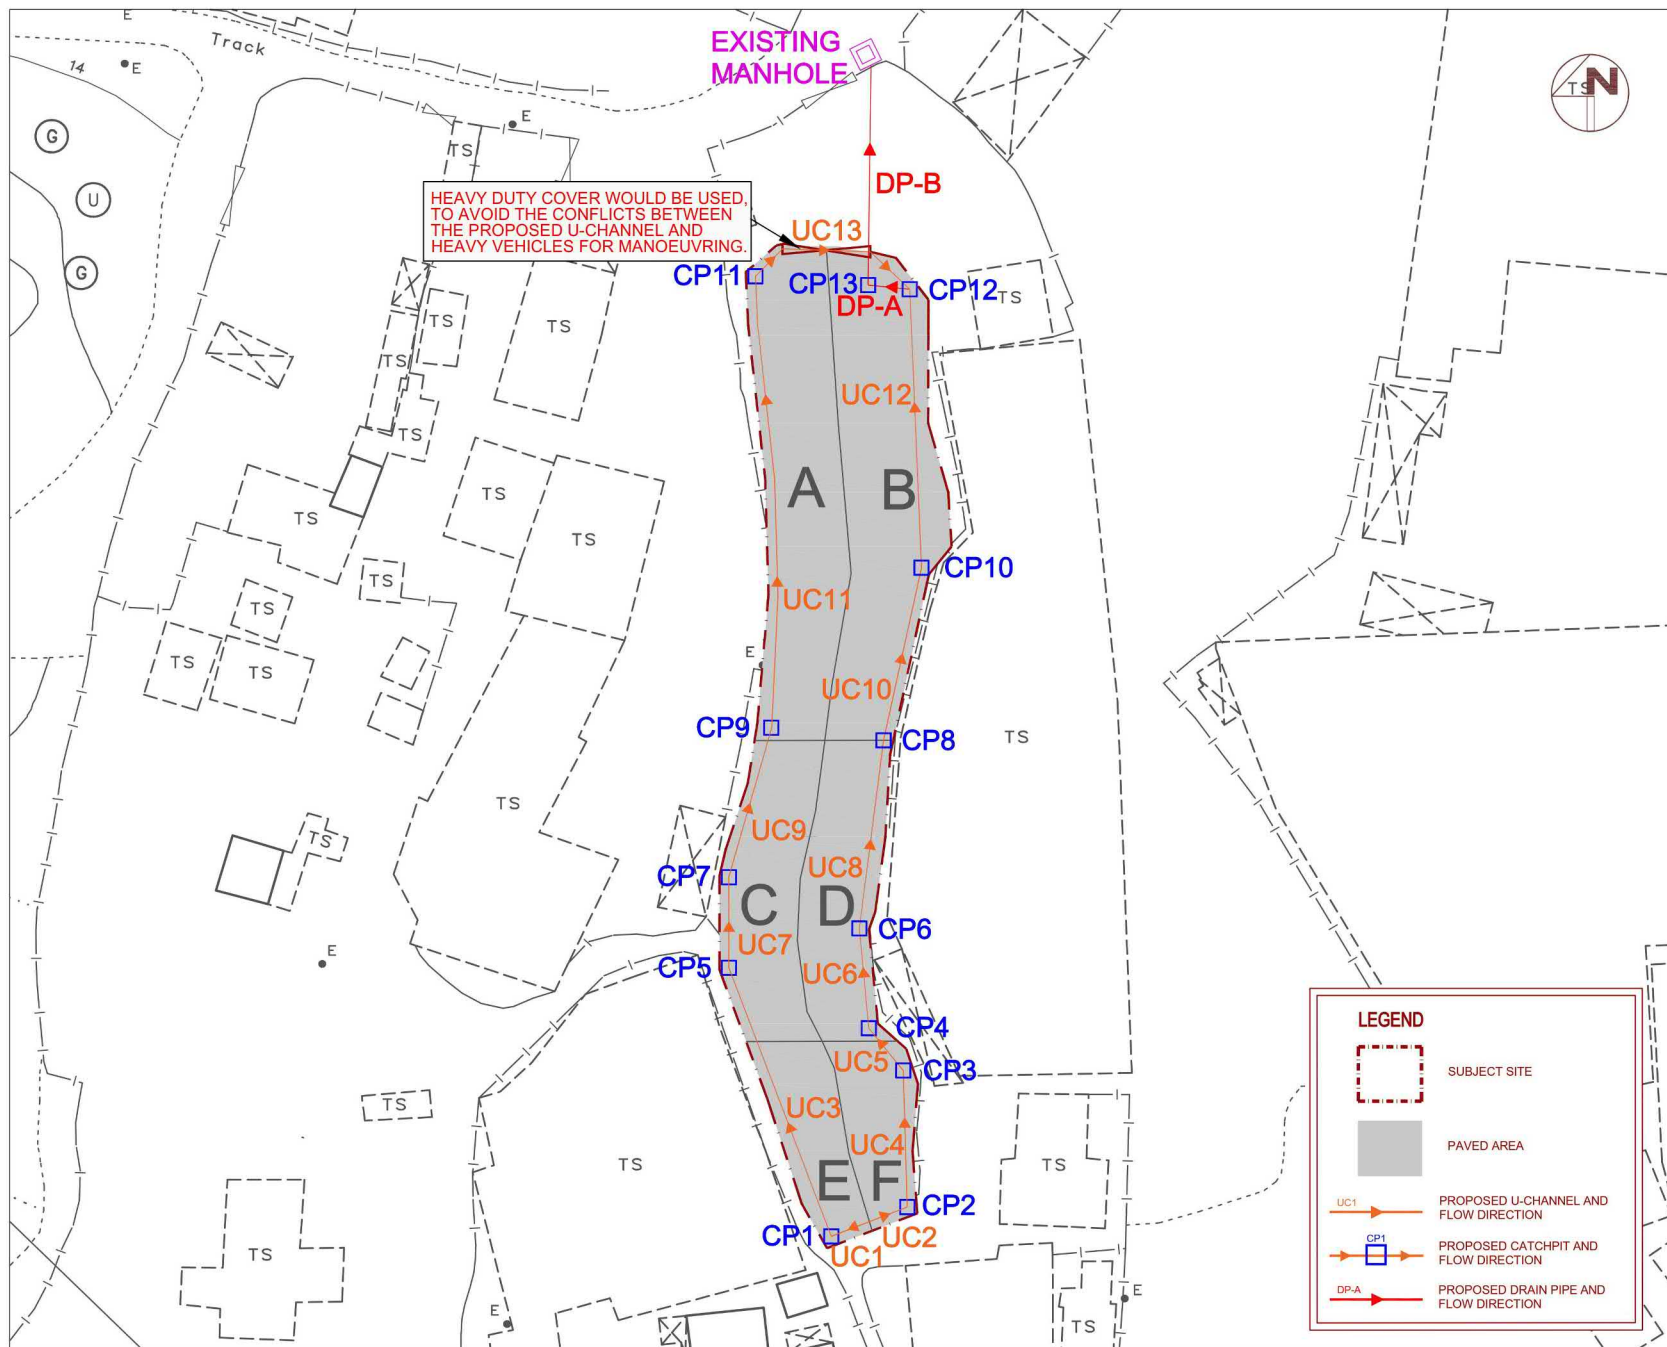 E
Track
EXISTING
MANHOLE
14
E
E
TS
N
G
TS
U
DP-B
HEAVY DUTY COVER WOULD BE USED,
TO AVOID THE CONFLICTS BETWEEN
THE PROPOSED U-CHANNEL AND
HEAVY VEHICLES FOR MANOEUVRING.
UC13
G
CP11
CP13
CP12
TS
DP-A
TS
TS
TS
UC12
TS
A
B
TS
TS
TS
CP10
TS
UC11
TS
E
TS
TS
UC10
CP9
CP8
TS
TS
UC9
TS
UC8
CP7
C
D
CP6
UC7
E
CP5
UC6
CP4
UC5
CP3
TS
UC3
UC4
TS
TS
E
F
CP2
TS
CP1
UC2
UC1
E
E
TS
LEGEND
SUBJECT SITE
PAVED AREA
UC1
PROPOSED U-CHANNEL AND
FLOW DIRECTION
CP1
PROPOSED CATCHPIT AND
FLOW DIRECTION
DP-A
PROPOSED DRAIN PIPE AND
FLOW DIRECTION